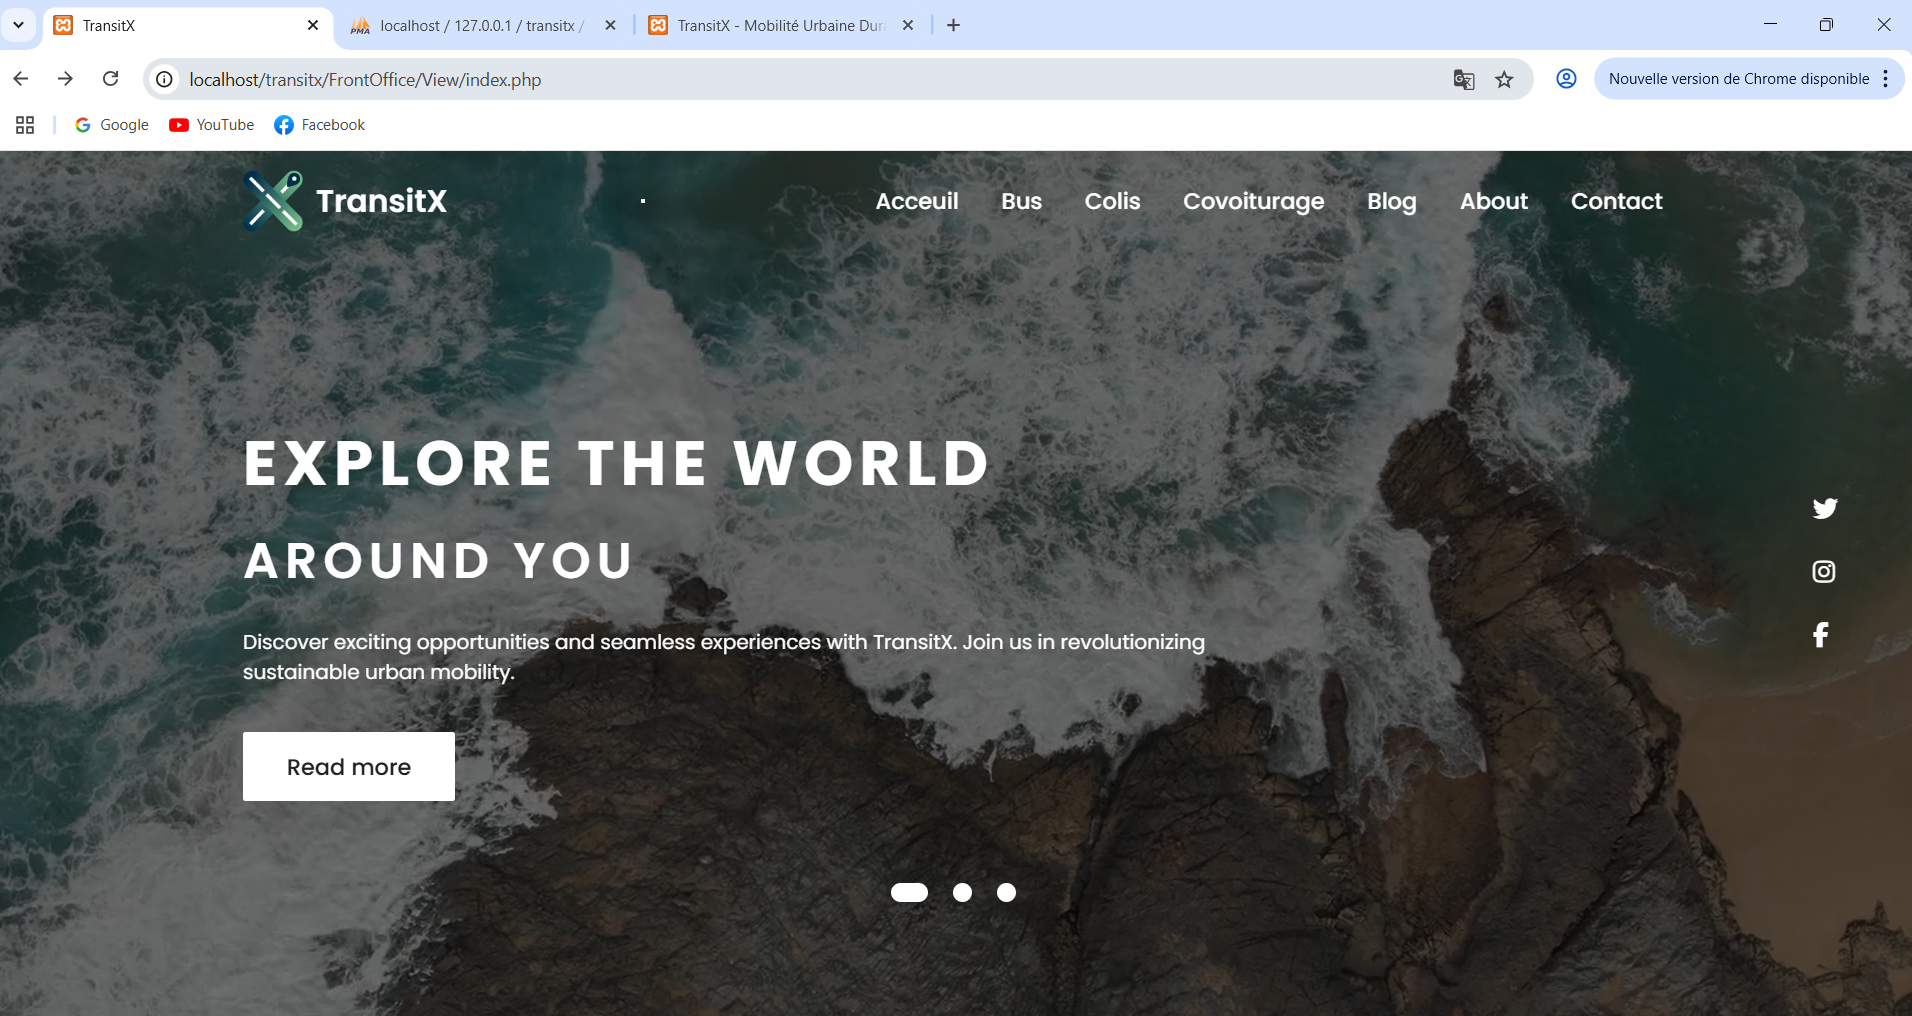 TransitX
localhost / 127.0.0.1 / transitx /
TransitX - Mobilité Urbaine Dur
localhost/transitx/FrontOffice/View/index.php
Nouvelle version de Chrome disponible
Google
YouTube
Facebook
TransitX
Acceuil
Bus
Colis
Covoiturage
Blog
About
Contact
EXPLORE THE WORLD
AROUND YOU
Discover exciting opportunities and seamless experiences with TransitX. Join us in revolutionizing
sustainable urban mobility.
Read more